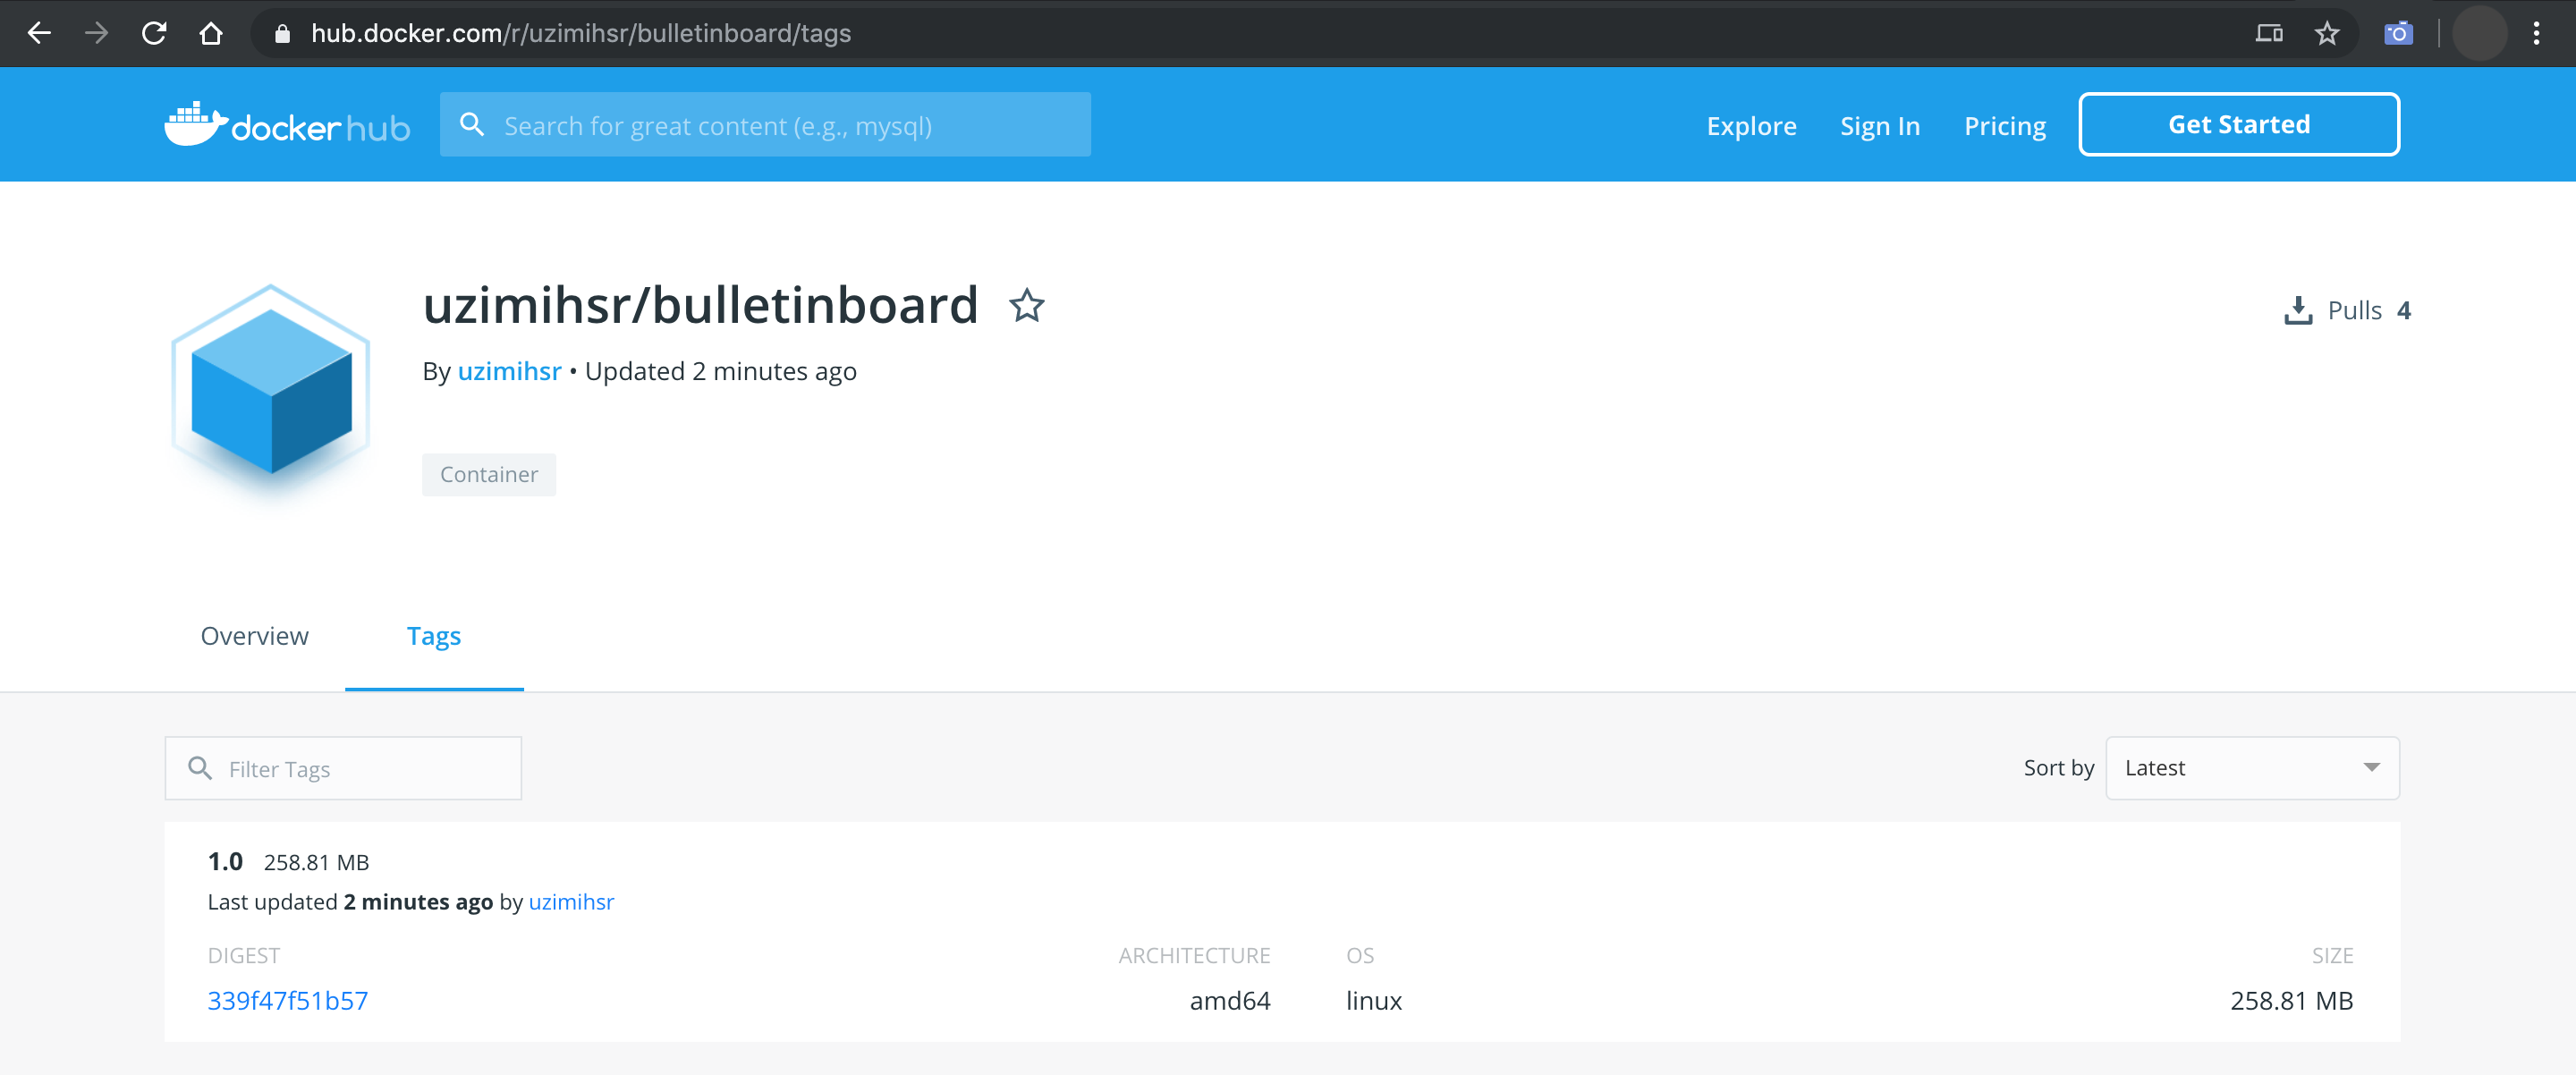 hub.docker.com/r/uzimihsr/bulletinboard/tags
docker hub
Search for great content (e.g., mysql)
Explore
Sign In
Pricing
Get Started
uzimihsr/bulletinboard
Pulls 4
By uzimihsr • Updated 2 minutes ago
Container
Overview
Tags
Filter Tags
Sort by
Latest
1.0 258.81 MB
Last updated 2 minutes ago by uzimihsr
DIGEST
ARCHITECTURE
OS
SIZE
339f47f51b57
amd64
linux
258.81 MB